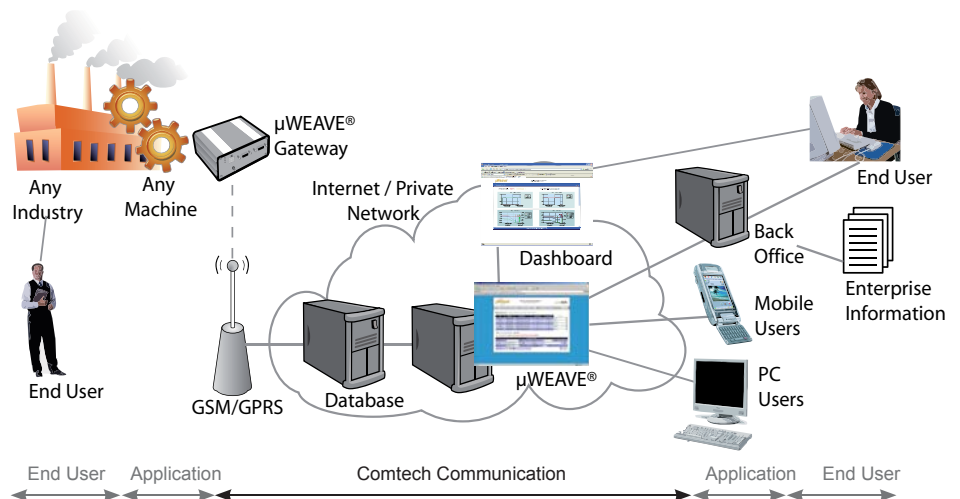 µWEAVE®
Gateway
Any
Industry
Any
Machine
Internet / Private
Network
End User
Dashboard
Back
Office
Enterprise
Information
Mobile
Users
End User
GSM/GPRS
Database
µWEAVE®
PC
Users
End User
Application
Comtech Communication
Application
End User